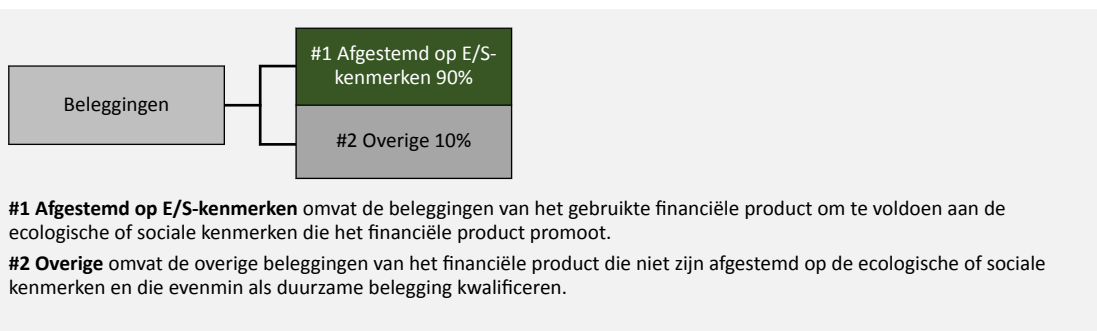 #1 Afgestemd op E/S-
kenmerken 90%
Beleggingen
#2 Overige 10%
#1 Afgestemd op E/S-kenmerken omvat de beleggingen van het gebruikte financiële product om te voldoen aan de
ecologische of sociale kenmerken die het financiële product promoot.
#2 Overige omvat de overige beleggingen van het financiële product die niet zijn afgestemd op de ecologische of sociale
kenmerken en die evenmin als duurzame belegging kwalificeren.